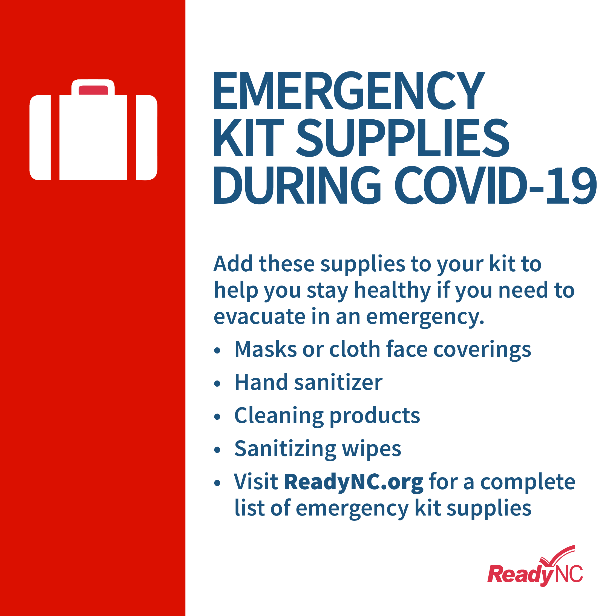 EMERGENCY
KIT SUPPLIES
DURING COVID-19
Add these supplies to your kit to
help you stay healthy if you need to
evacuate in an emergency.
• Masks or cloth face coverings
• Hand sanitizer
• Cleaning products
• Sanitizing wipes
• Visit ReadyNC.org for a complete
list of emergency kit supplies
ReadyNC